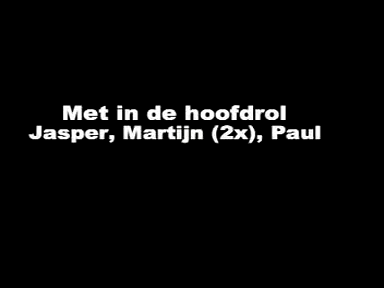 Met in de hoofdrol
Jasper, Martijn (2x), Paul